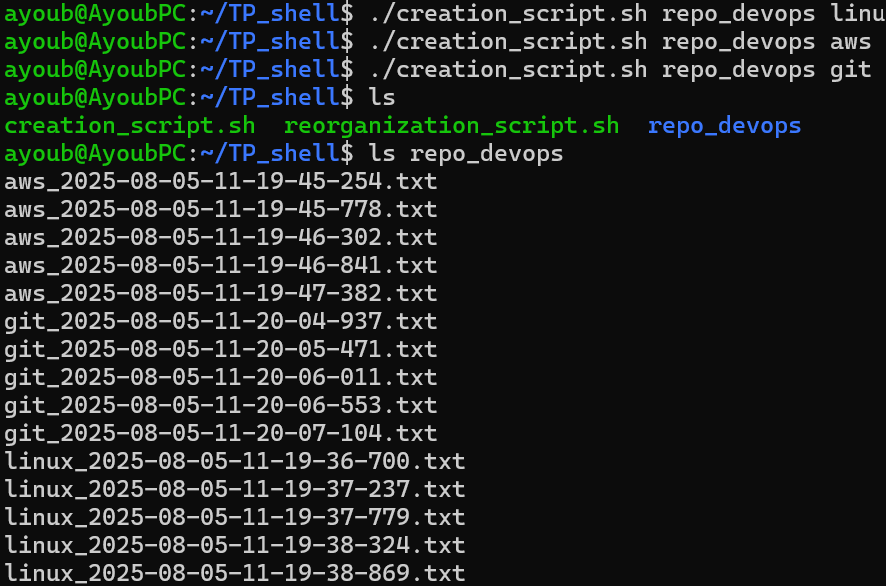 ayoub@AyoubPC:~/TP_shell$ ./creation_script.sh repo_devops linu
ayoub@AyoubPC:~/TP_shell$ ./creation_script.sh repo_devops aws
ayoub@AyoubPC:~/TP_shell$ ./creation_script.sh repo_devops git
ayoub@AyoubPC:~/TP_shell$ ls
creation_script.sh  reorganization_script.sh  repo_devops
ayoub@AyoubPC:~/TP_shell$ ls repo_devops
aws_2025-08-05-11-19-45-254.txt
aws_2025-08-05-11-19-45-778.txt
aws_2025-08-05-11-19-46-302.txt
aws_2025-08-05-11-19-46-841.txt
aws_2025-08-05-11-19-47-382.txt
git_2025-08-05-11-20-04-937.txt
git_2025-08-05-11-20-05-471.txt
git_2025-08-05-11-20-06-011.txt
git_2025-08-05-11-20-06-553.txt
git_2025-08-05-11-20-07-104.txt
linux_2025-08-05-11-19-36-700.txt
linux_2025-08-05-11-19-37-237.txt
linux_2025-08-05-11-19-37-779.txt
linux_2025-08-05-11-19-38-324.txt
linux_2025-08-05-11-19-38-869.txt